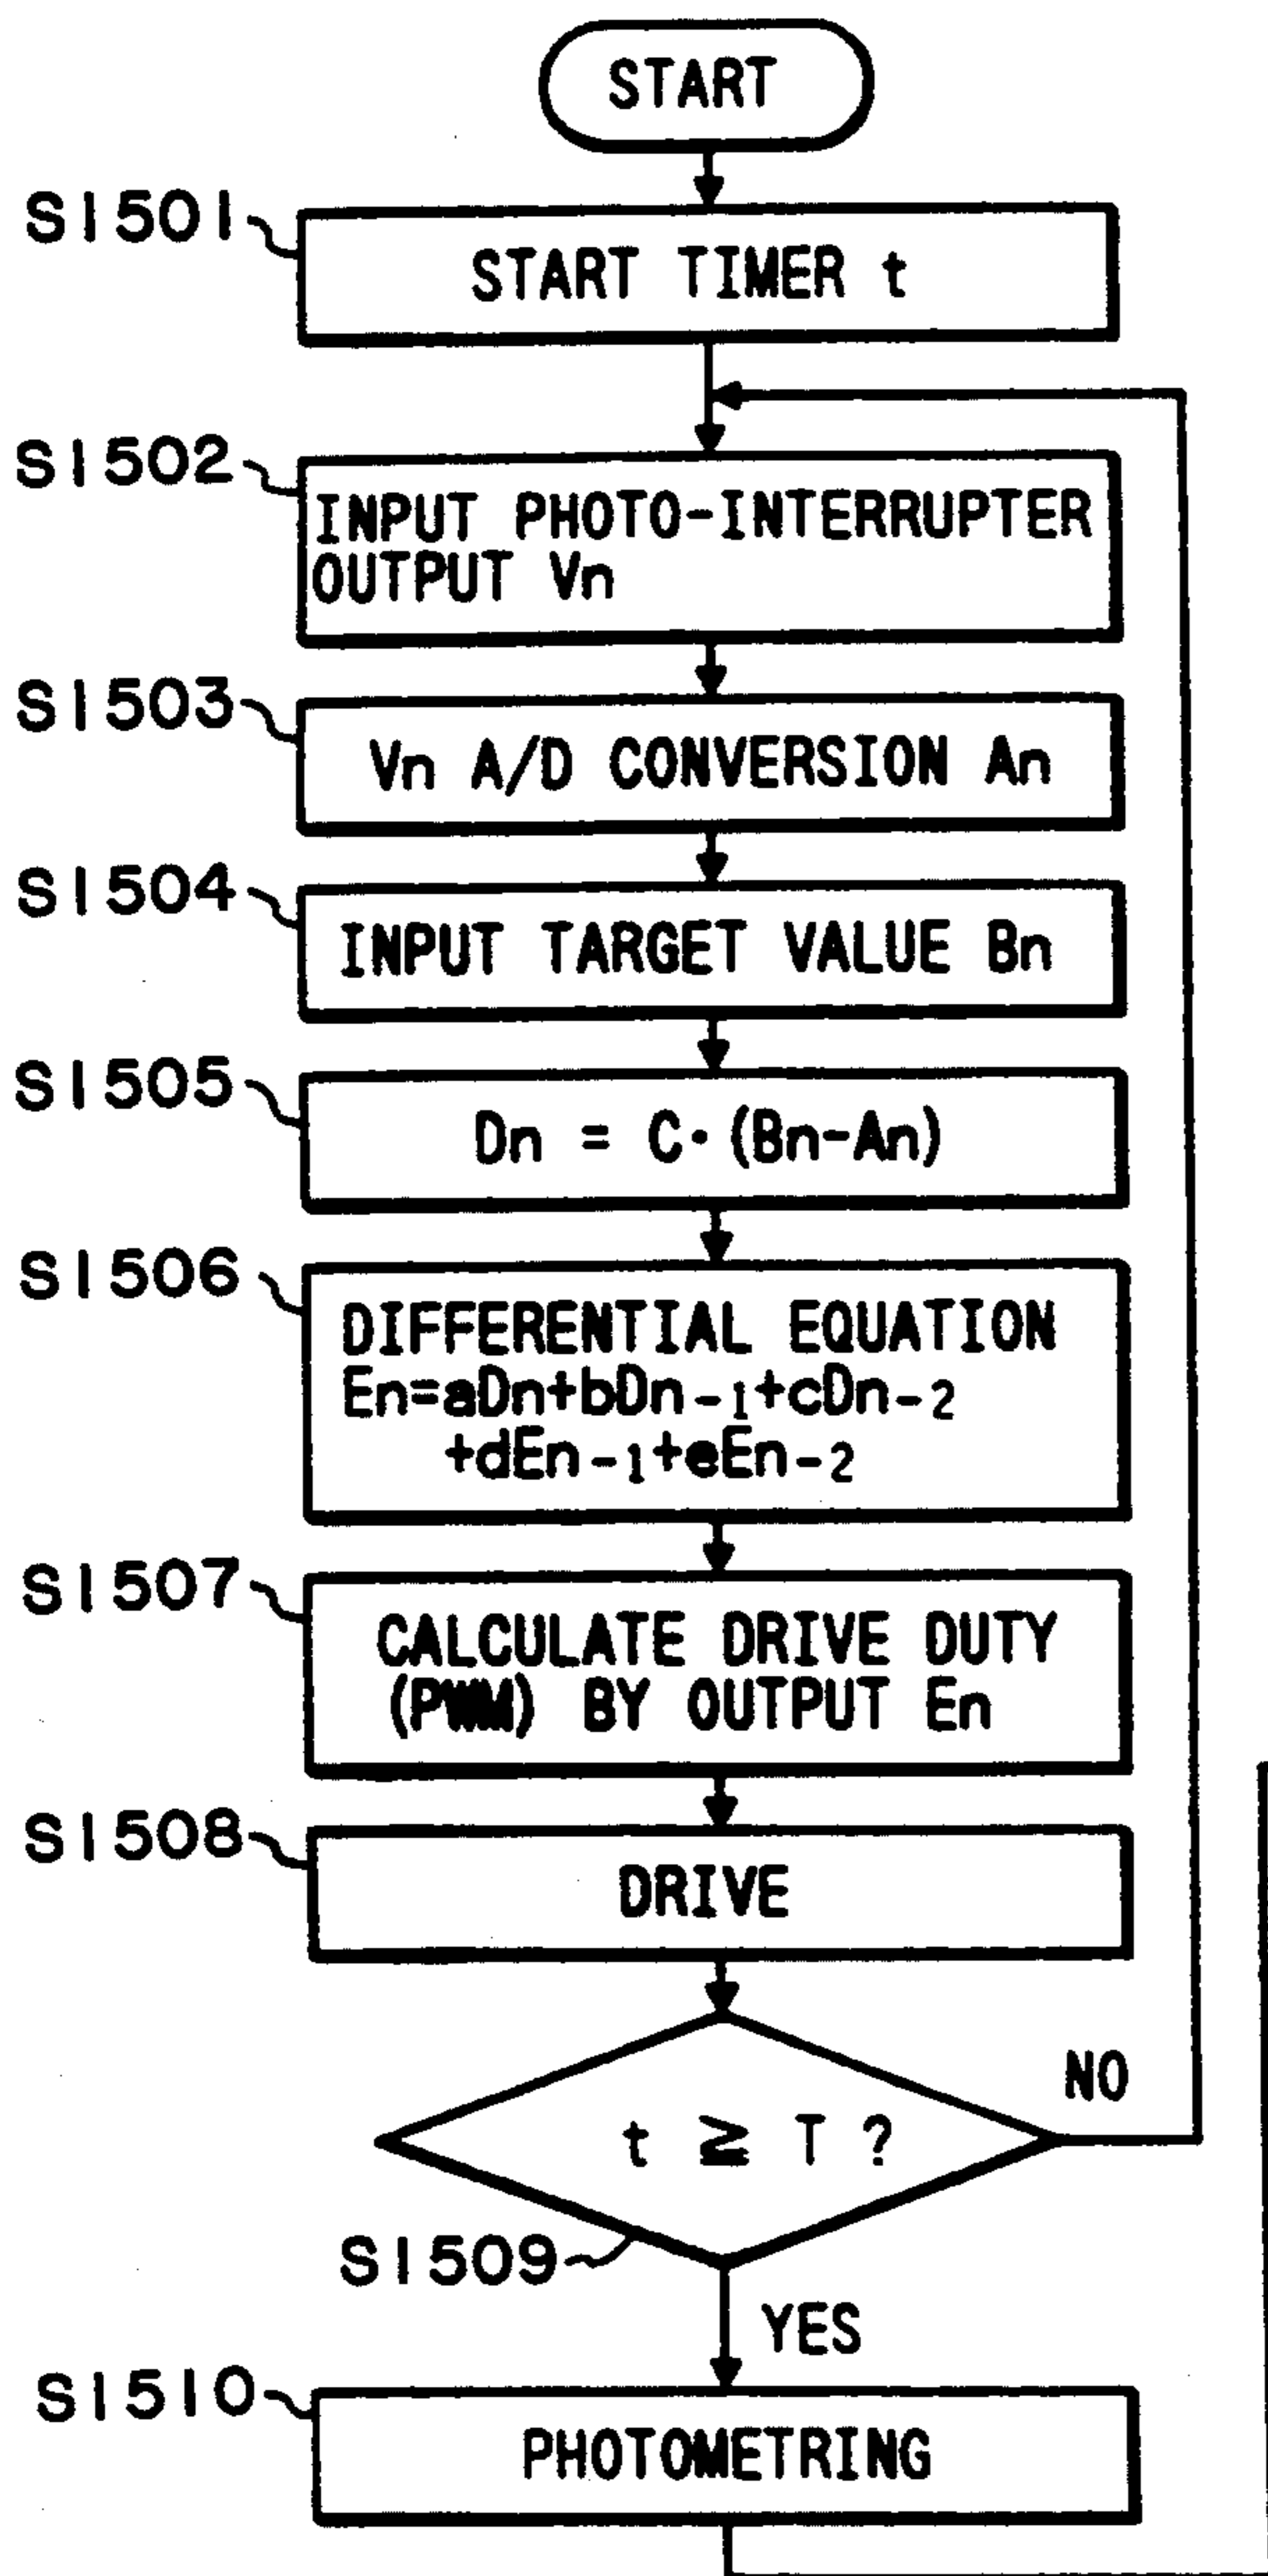 START
S1501
START TIMER t
S1502
INPUT PHOTO-INTERRUPTER
OUTPUT Vn
S1503
Vn A/D CONVERSION An
S1504
INPUT TARGET VALUE Bn
S1505
Dn = C·(Bn-An)
S1506
DIFFERENTIAL EQUATION
En=aDn+bDn-1+cDn-2
+dEn-1+eEn-2
S1507
CALCULATE DRIVE DUTY
(PWM) BY OUTPUT En
S1508
DRIVE
NO
t ≧ T ?
S1509
YES
S1510
PHOTOMETRING